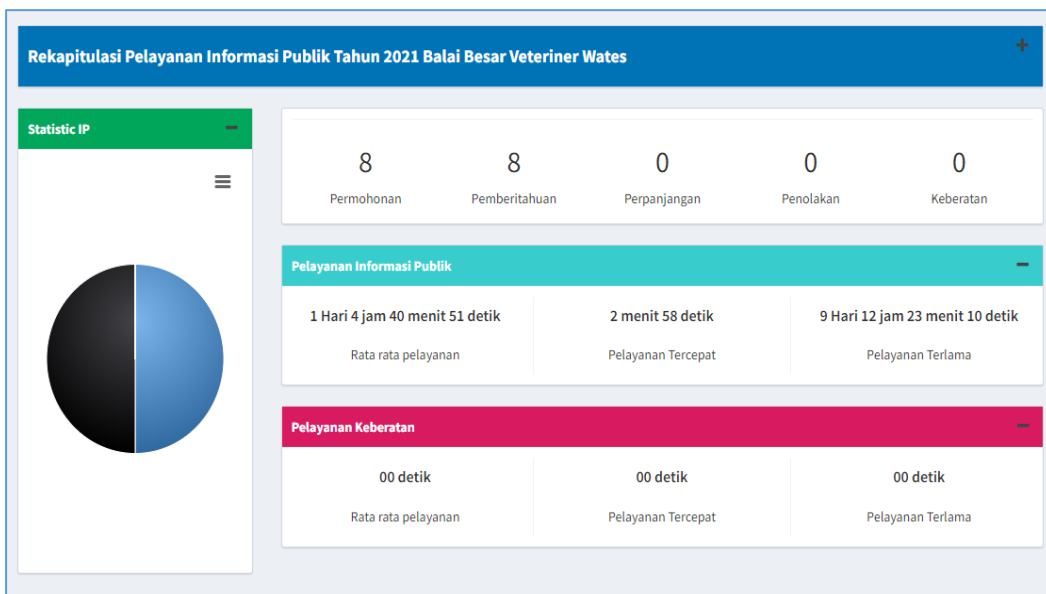 Rekapitulasi Pelayanan Informasi Publik Tahun 2021 Balai Besar Veteriner Wates
Statistic IP
8 8 0 0 0
Permohonan Pemberitahuan Perpanjangan Penolakan Keberatan
Pelayanan Informasi Publik
1 Hari 4 jam 40 menit 51 detik 2 menit 58 detik 9 Hari 12 jam 23 menit 10 detik
Rata rata pelayanan Pelayanan Tercepat Pelayanan Terlama
Pelayanan Keberatan
00 detik 00 detik 00 detik
Rata rata pelayanan Pelayanan Tercepat Pelayanan Terlama